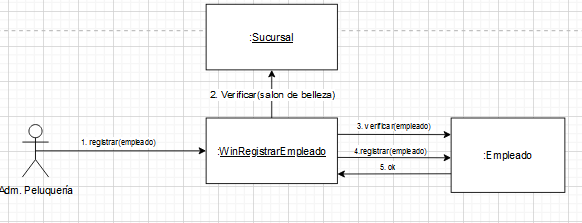 :Sucursal
2. Verificar(salon de belleza)
3. verificar(empleado)
1. registrar(empleado)
:WinRegistrarEmpleado
4.registrar(empleado)
:Empleado
5. ok
Adm. Peluquería